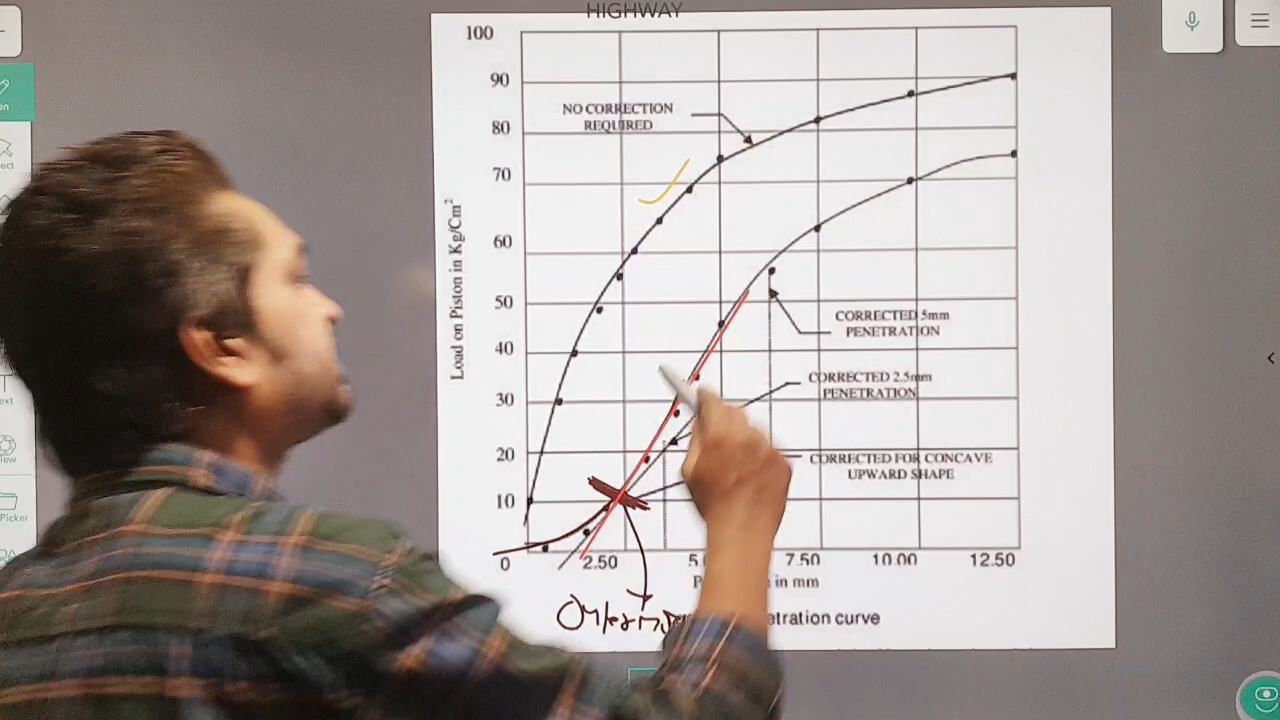 HIGHWAY
100
90
80
70
60
50
40
30
20
10
0
2.50
7.50
10.00
12.50
Load on Piston in Kg/Cm2
NO CORRECTION
REQUIRED
CORRECTED 5mm
PENETRATION
CORRECTED 2.5mm
PENETRATION
CORRECTED FOR CONCAVE
UPWARD SHAPE
in mm
curve
Picker